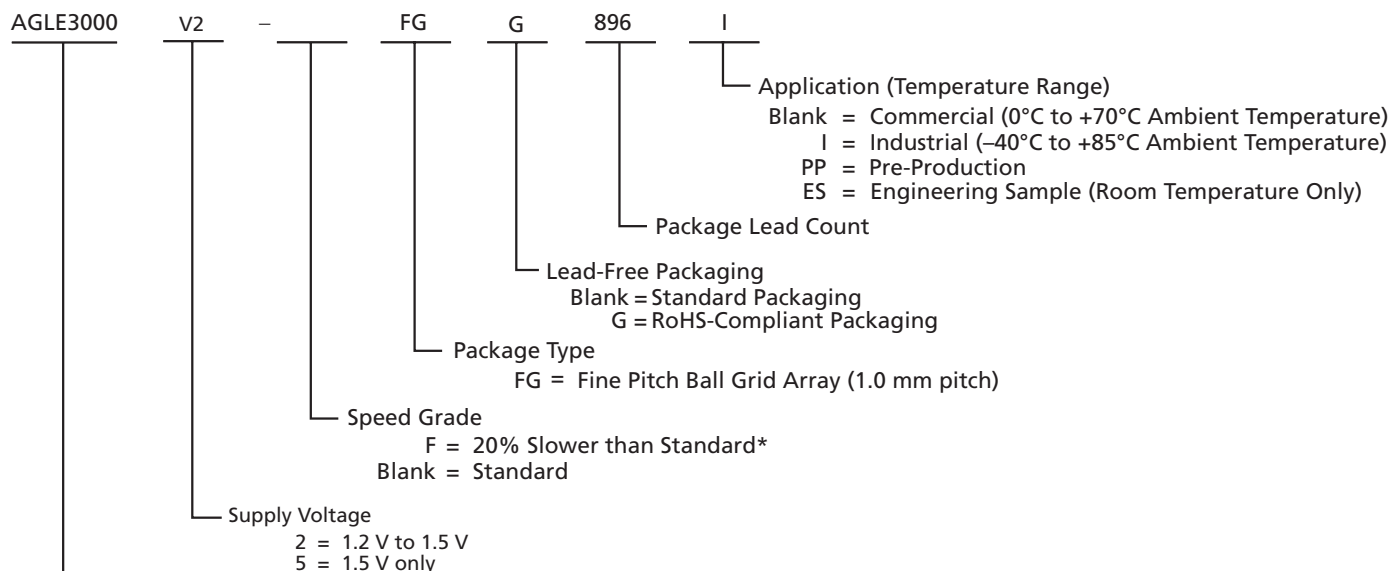 AGLE3000 V2 – FG G 896 I
Application (Temperature Range)
Blank = Commercial (0°C to +70°C Ambient Temperature)
I = Industrial (–40°C to +85°C Ambient Temperature)
PP = Pre-Production
ES = Engineering Sample (Room Temperature Only)
Package Lead Count
Lead-Free Packaging
Blank = Standard Packaging
G = RoHS-Compliant Packaging
Package Type
FG = Fine Pitch Ball Grid Array (1.0 mm pitch)
Speed Grade
F = 20% Slower than Standard*
Blank = Standard
Supply Voltage
2 = 1.2 V to 1.5 V
5 = 1.5 V only